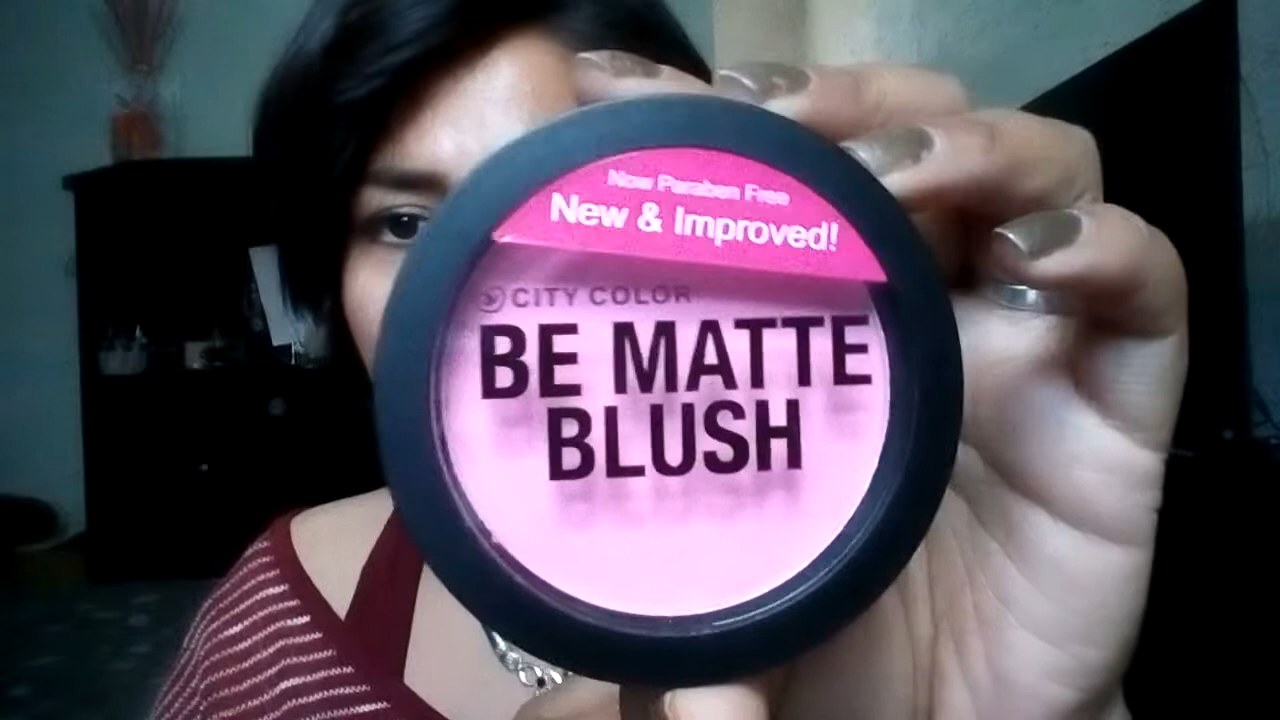 Now Paraben Free
New & Improved!
CITY COLOR
BE MATTE
BLUSH